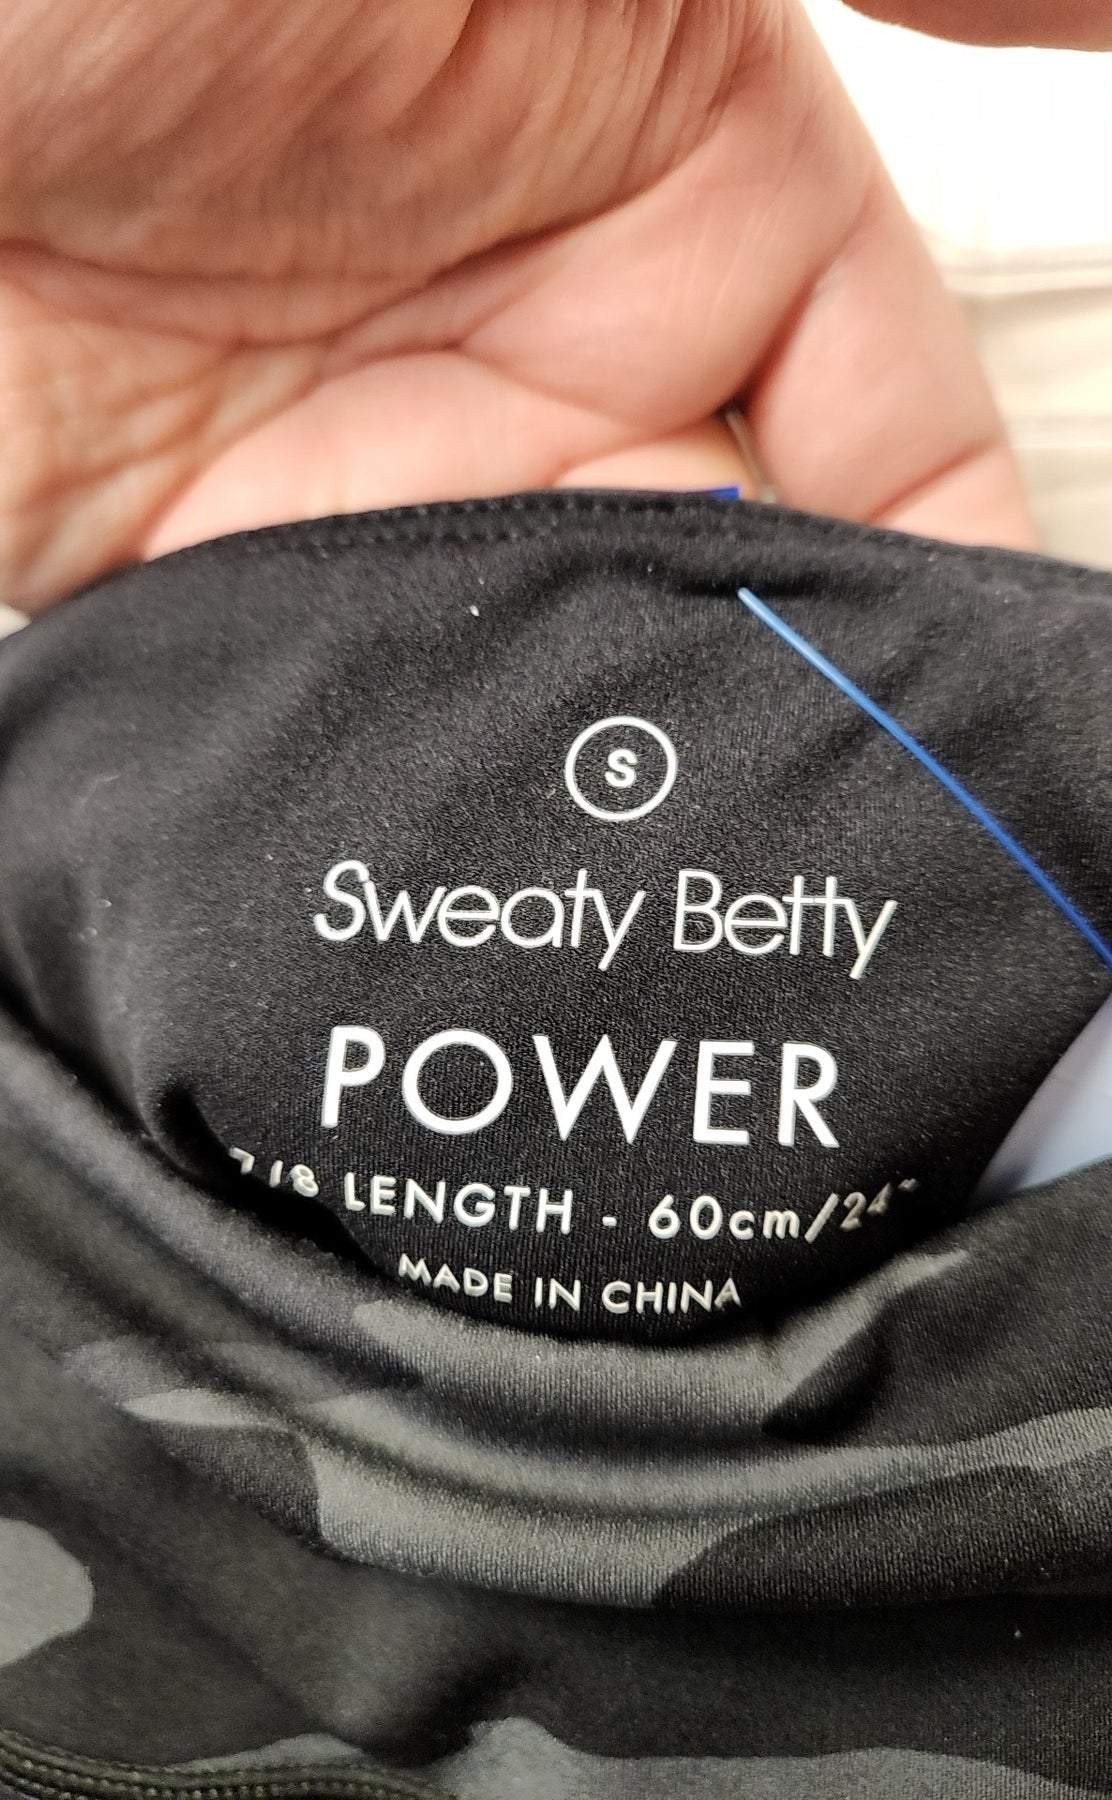 S
Sweaty Betty
POWER
7/8 LENGTH - 60cm/24"
MADE IN CHINA